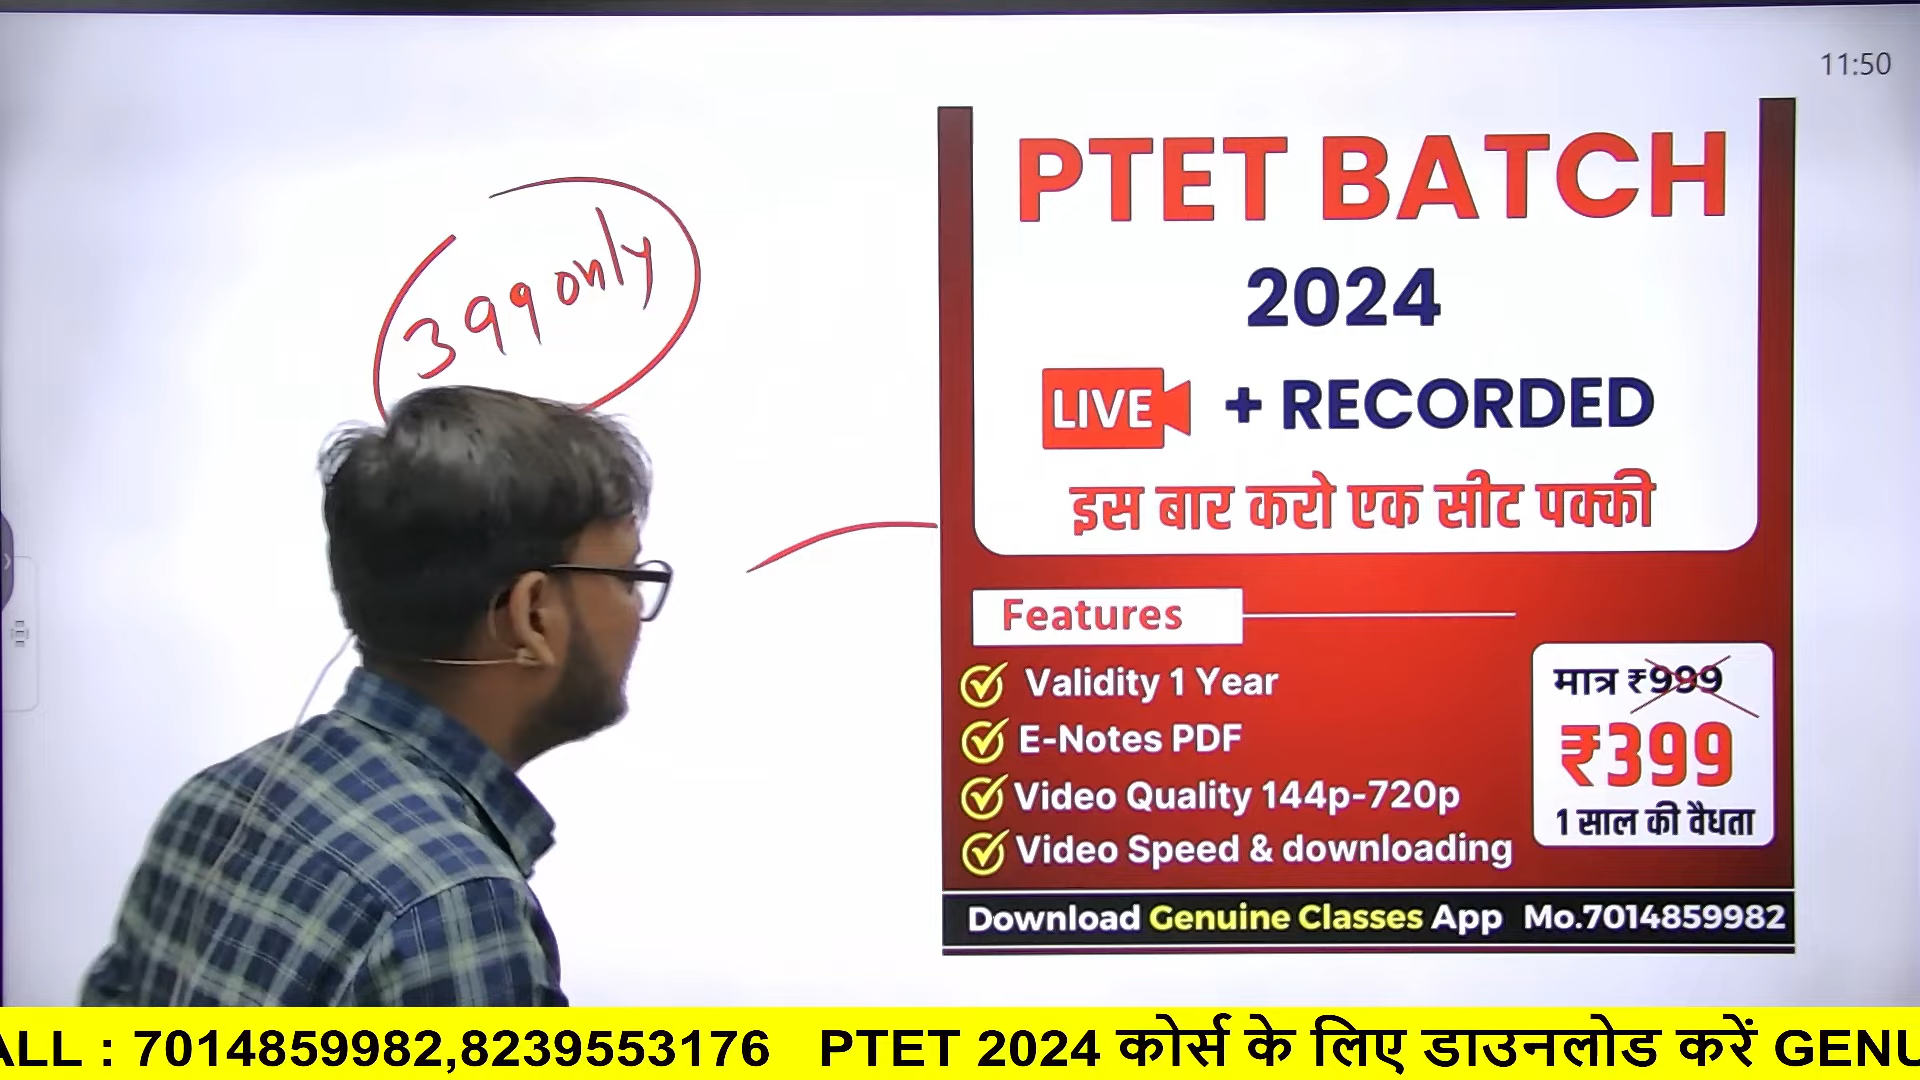 11:50
399 only
PTET BATCH
2024
LIVE + RECORDED
इस बार करो एक सीट पक्की
Features
Validity 1 Year
E-Notes PDF
Video Quality 144p-720p
Video Speed & downloading
मात्र ₹999
₹399
1 साल की वैधता
Download Genuine Classes App Mo.7014859982
ALL : 7014859982,8239553176 PTET 2024 कोर्स के लिए डाउनलोड करें GENU